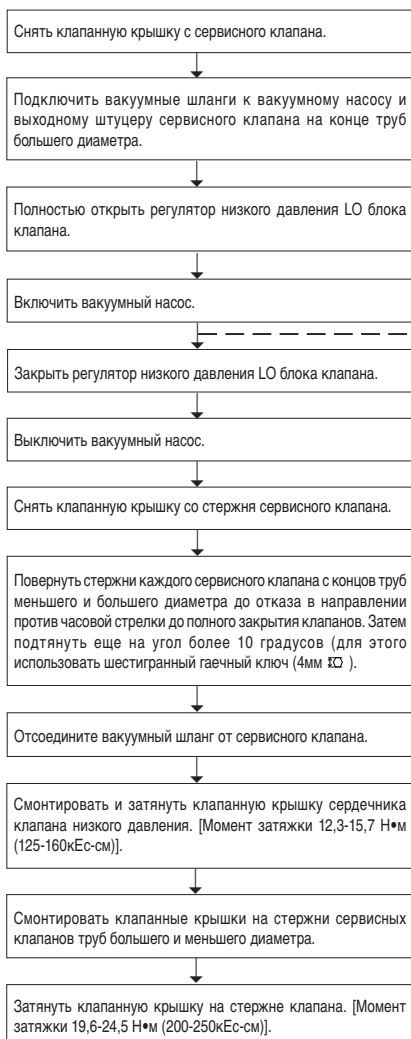 Снять клапанную крышку с сервисного клапана.
Подключить вакуумные шланги к вакуумному насосу и
выходному штуцеру сервисного клапана на конце труб
большего диаметра.
Полностью открыть регулятор низкого давления LO блока
клапана.
Включить вакуумный насос.
Закрыть регулятор низкого давления LO блока клапана.
Выключить вакуумный насос.
Снять клапанную крышку со стержня сервисного клапана.
Повернуть стержни каждого сервисного клапана с концов труб
меньшего и большего диаметра до отказа в направлении
против часовой стрелки до полного закрытия клапанов. Затем
подтянуть еще на угол более 10 градусов (для этого
использовать шестигранный гаечный ключ (4мм ).
Отсоедините вакуумный шланг от сервисного клапана.
Смонтировать и затянуть клапанную крышку сердечника
клапана низкого давления. [Момент затяжки 12,3-15,7 Н•м
(125-160кЕс-см)].
Смонтировать клапанные крышки на стержни сервисных
клапанов труб большего и меньшего диаметра.
Затянуть клапанную крышку на стержне клапана. [Момент
затяжки 19,6-24,5 Н•м (200-250кЕс-см)].